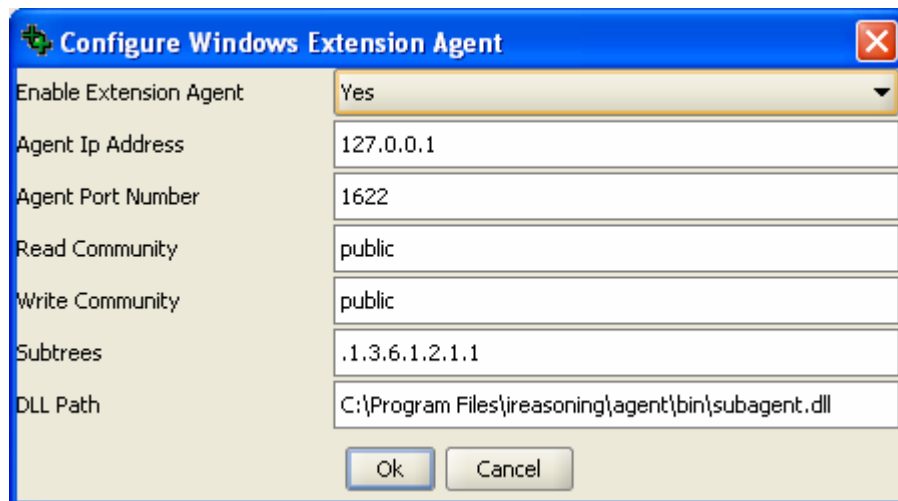 Configure Windows Extension Agent
Enable Extension Agent Yes
Agent Ip Address 127.0.0.1
Agent Port Number 1622
Read Community public
Write Community public
Subtrees .1.3.6.1.2.1.1
DLL Path C:\Program Files\ireasoning\agent\bin\subagent.dll
Ok Cancel